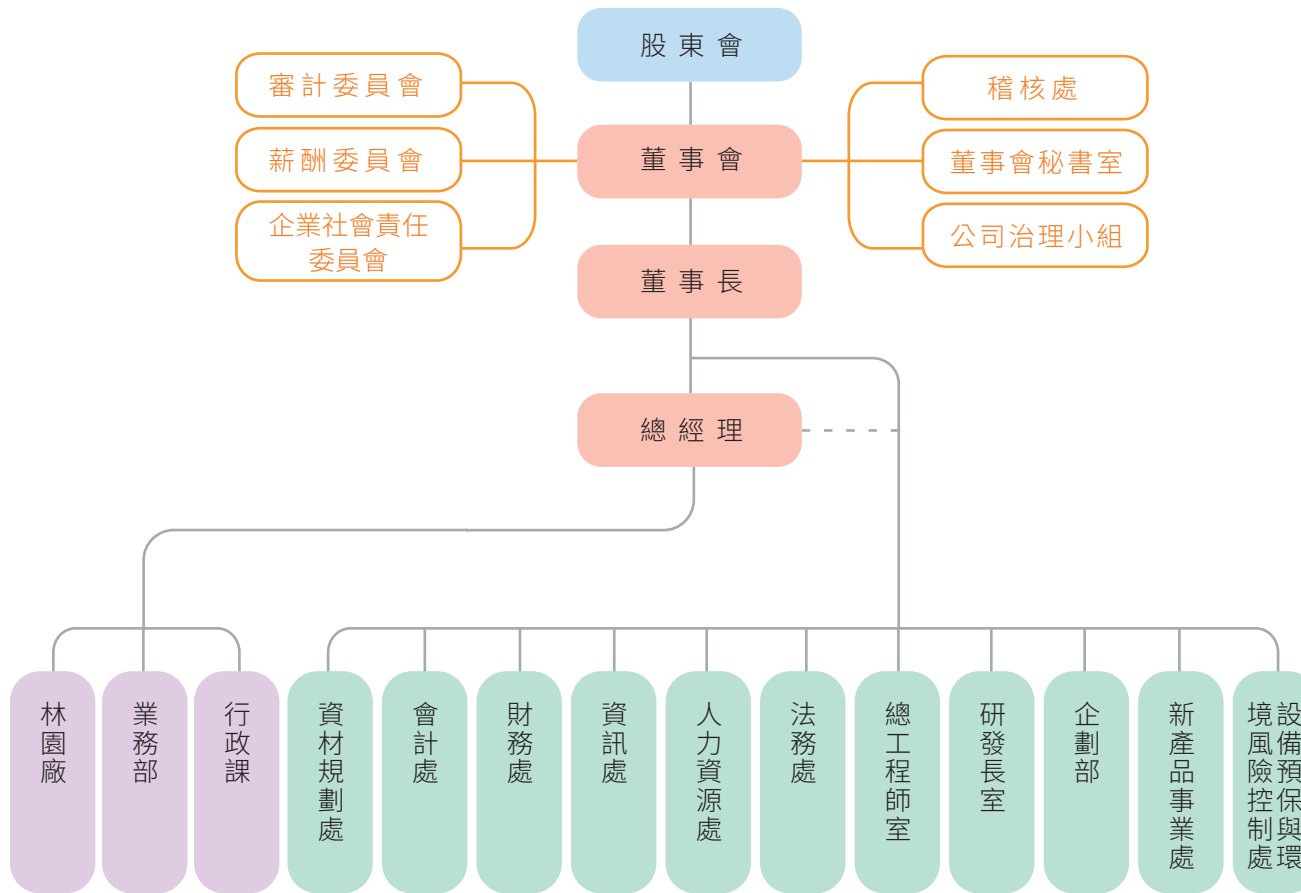 股東會
審計委員會
薪酬委員會
企業社會責任
委員會
董事會
稽核處
董事會秘書室
公司治理小組
董事長
總經理
林園廠
業務部
行政課
資材規劃處
會計處
財務處
資訊處
人力資源處
法務處
總工程師室
研發長室
企劃部
新產品事業處
設備預保與環
境風險控制處